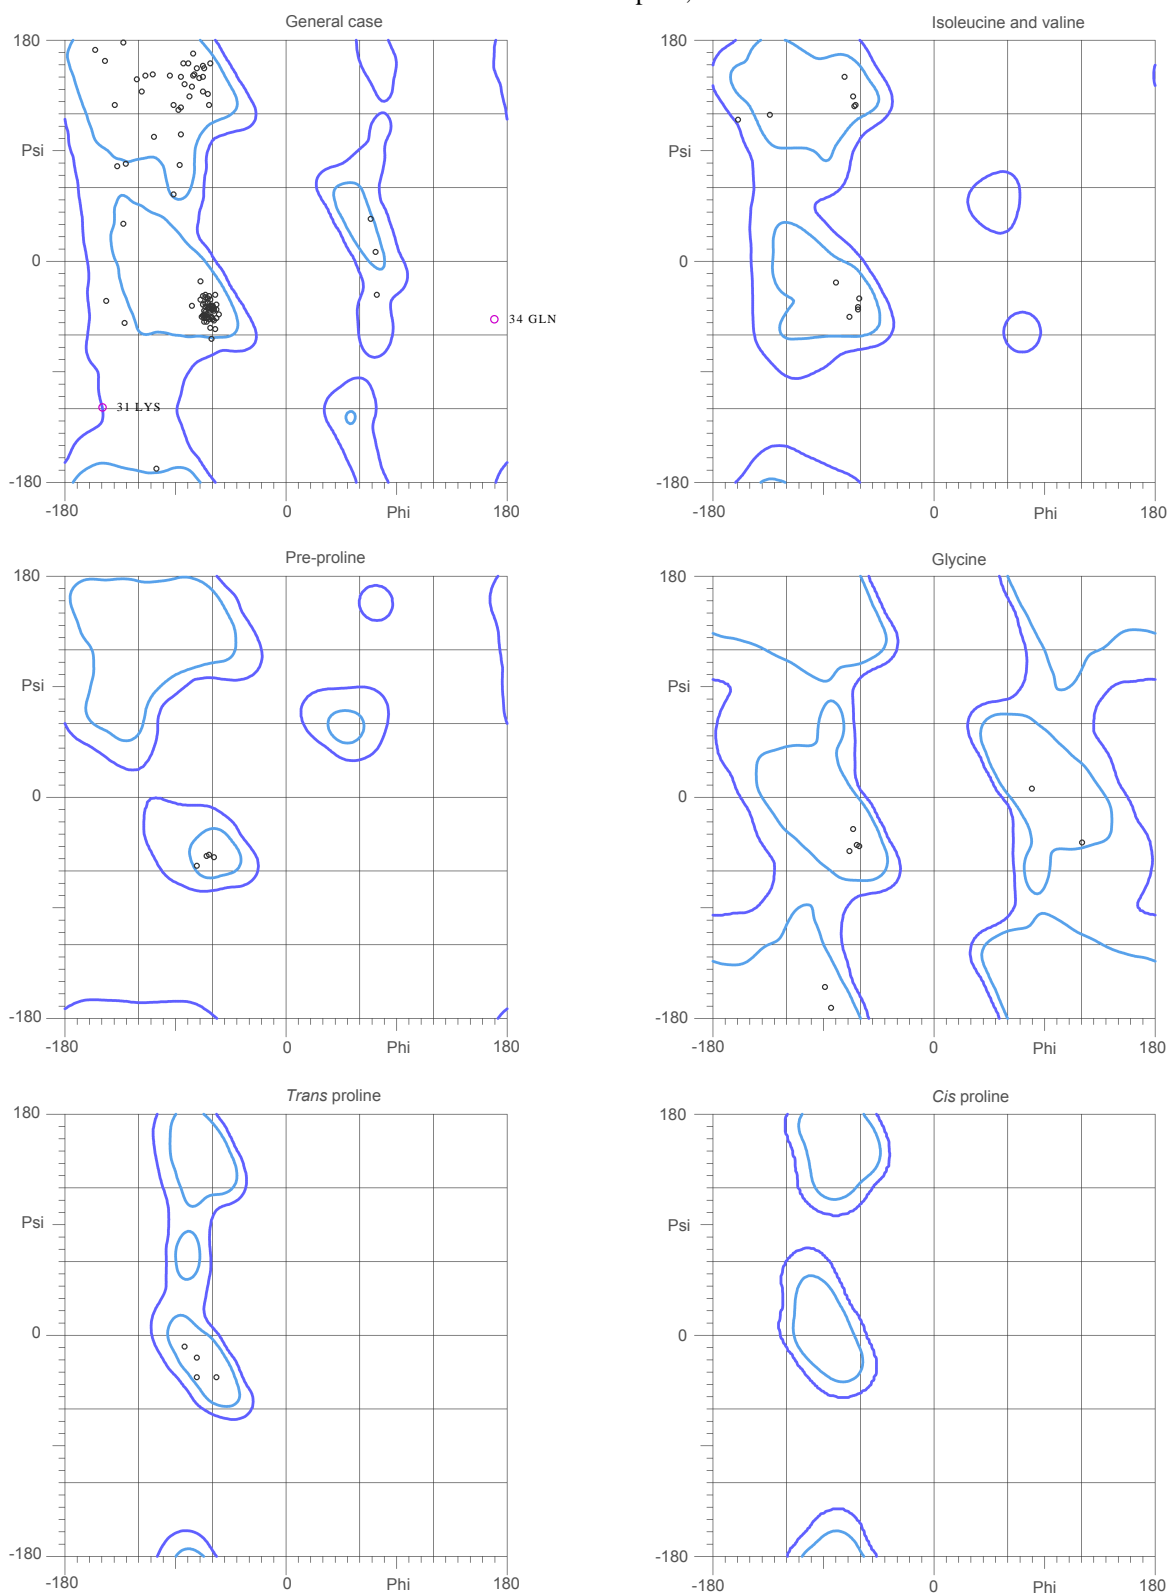 General case
Isoleucine and valine
180
180
Psi
Psi
0
0
34 GLN
31 LYS
-180
-180
-180
0
Phi
180
-180
0
Phi
180
Pre-proline
Glycine
180
180
Psi
Psi
0
0
-180
-180
-180
0
Phi
180
-180
0
Phi
180
Trans proline
Cis proline
180
180
Psi
Psi
0
0
-180
-180
-180
0
Phi
180
-180
0
Phi
180